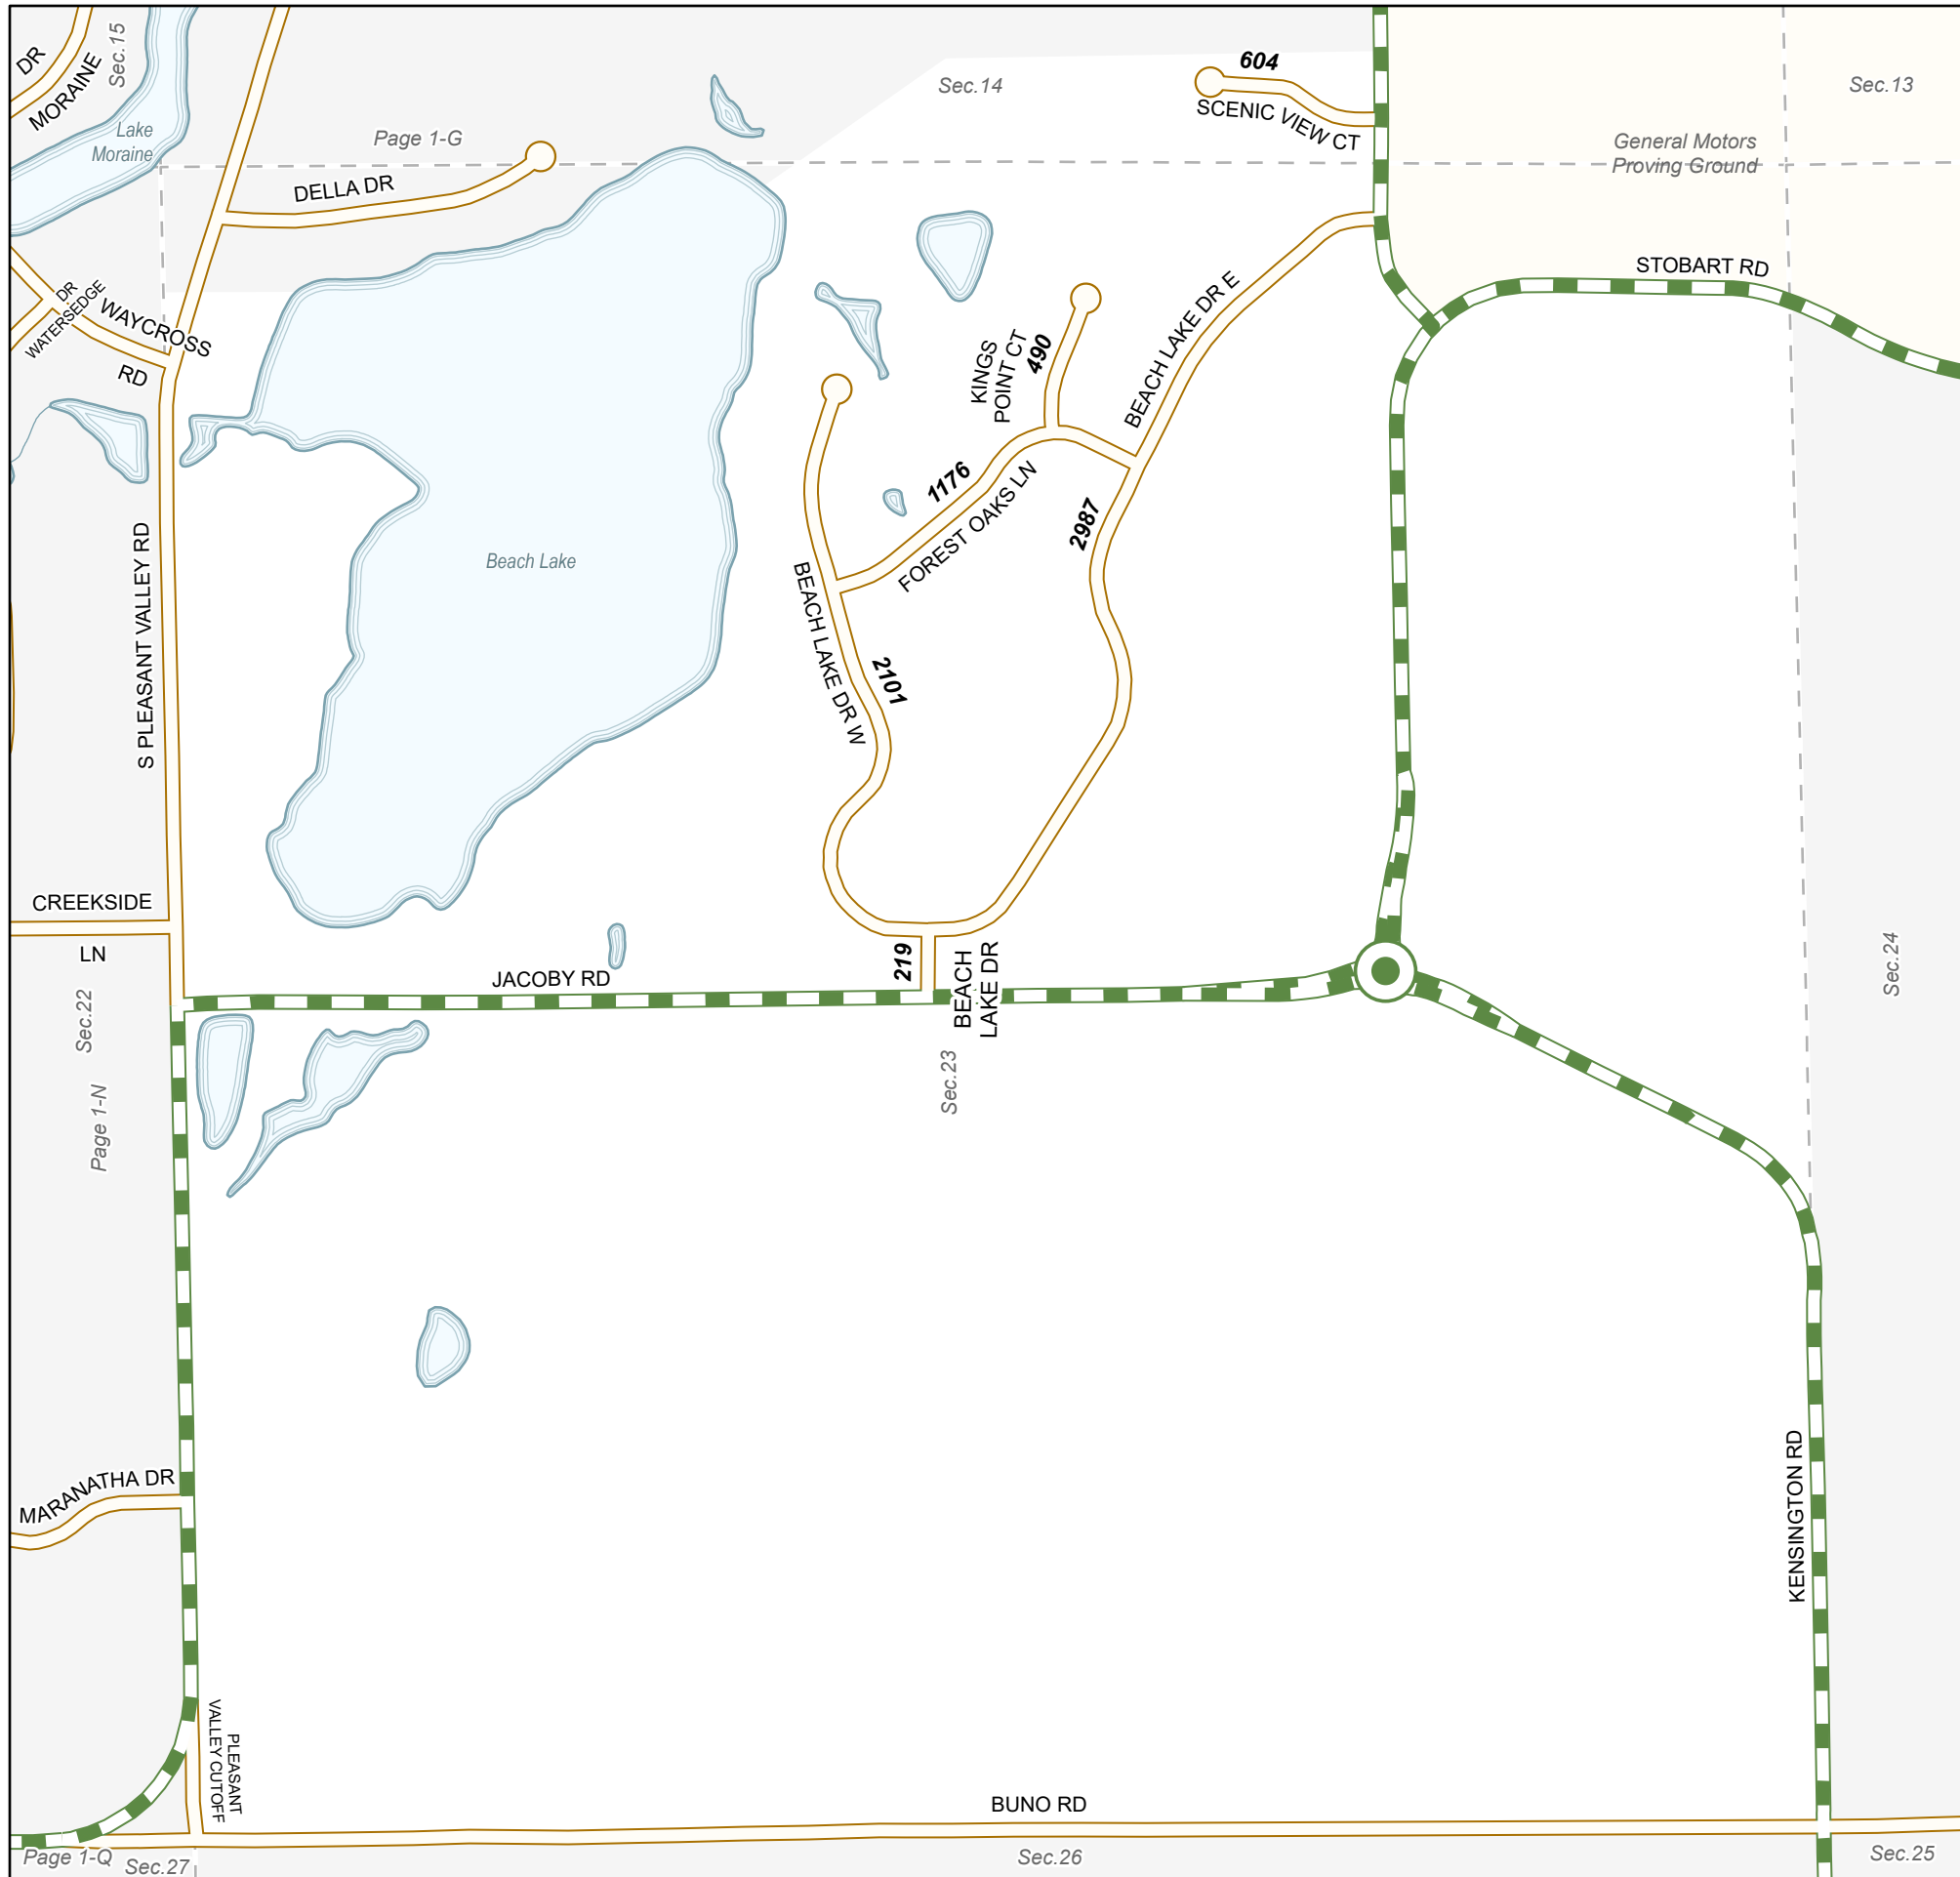 DR
MORAINE
Sec.15
Lake
Moraine
Page 1-G
DELLA DR
Sec.14
604
SCENIC VIEW CT
Sec.13
General Motors
Proving Ground
STOBART RD
DR
WATERSEDGE
WAYCROSS
RD
KINGS
POINT CT
490
BEACH LAKE DR E
1176
FOREST OAKS LN
2987
S PLEASANT VALLEY RD
Beach Lake
BEACH LAKE DR W
2101
CREEKSIDE
LN
JACOBY RD
219
BEACH
LAKE DR
Sec.24
Sec.22
Page 1-N
Sec.23
MARANATHA DR
KENSINGTON RD
PLEASANT
VALLEY CUTOFF
BUNO RD
Page 1-Q
Sec.27
Sec.26
Sec.25